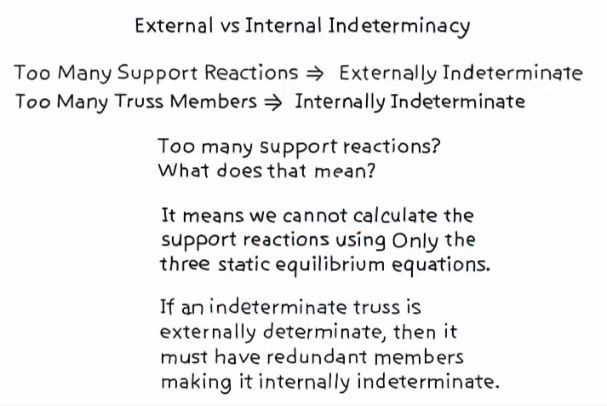 External vs Internal Indeterminacy
Too Many Support Reactions ⇒ Externally Indeterminate
Too Many Truss Members ⇒ Internally Indeterminate
Too many support reactions?
What does that mean?
It means we cannot calculate the
support reactions using Only the
three static equilibrium equations.
If an indeterminate truss is
externally determinate, then it
must have redundant members
making it internally indeterminate.